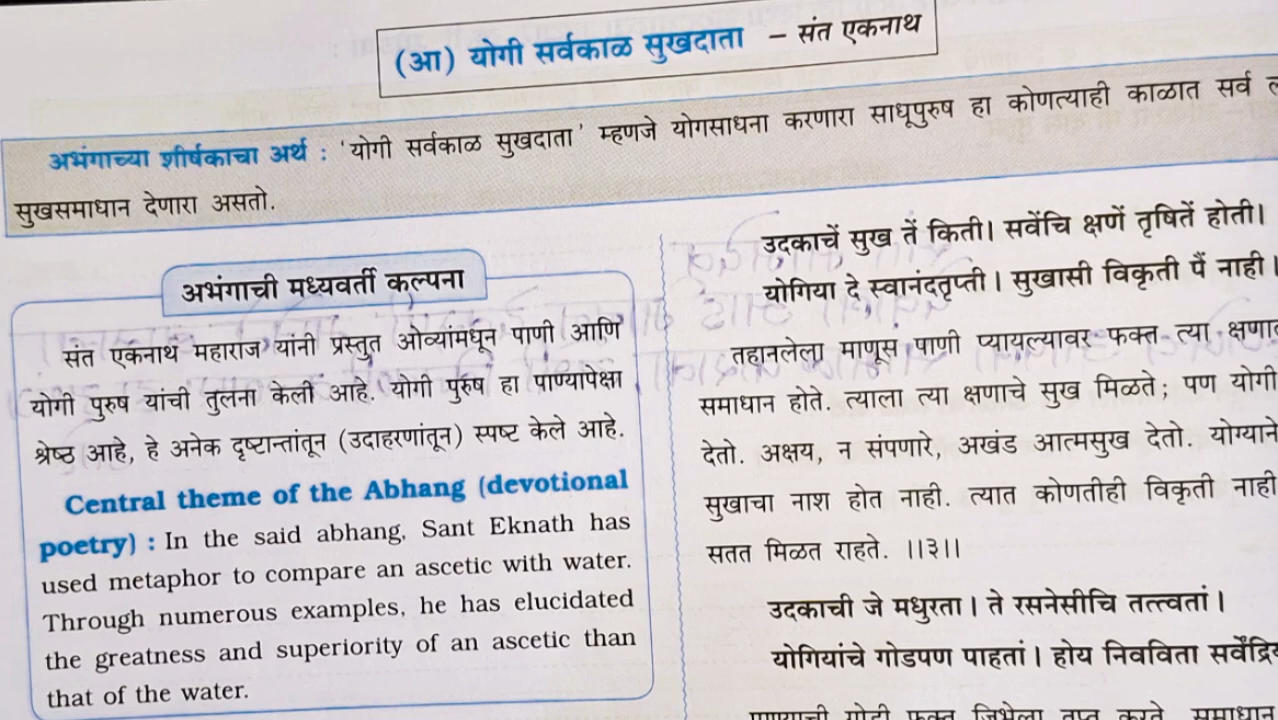 (आ) योगी सर्वकाळ सुखदाता – संत एकनाथ
अभंगाच्या शीर्षकाचा अर्थ : 'योगी सर्वकाळ सुखदाता' म्हणजे योगसाधना करणारा साधूपुरुष हा कोणत्याही काळात सर्व
सुखसमाधान देणारा असतो.
अभंगाची मध्यवर्ती कल्पना
संत एकनाथ महाराज यांनी प्रस्तुत ओव्यांमधून पाणी आणि
योगी पुरुष यांची तुलना केली आहे. योगी पुरुष हा पाण्यापेक्षा
श्रेष्ठ आहे, हे अनेक दृष्टान्तांतून (उदाहरणांतून) स्पष्ट केले आहे.
Central theme of the Abhang (devotional
poetry) : In the said abhang, Sant Eknath has
used metaphor to compare an ascetic with water.
Through numerous examples, he has elucidated
the greatness and superiority of an ascetic than
that of the water.
उदकाचें सुख तें किती। सवेंचि क्षणें तृषितें होती।
योगिया दे स्वानंदतृप्ती। सुखासी विकृती पैं नाही।
तहानलेला माणूस पाणी प्यायल्यावर फक्त त्या
समाधान होते. त्याला त्या क्षणाचे सुख मिळते; पण योगी
देतो. अक्षय, न संपणारे, अखंड आत्मसुख देतो. योग्याने
सुखाचा नाश होत नाही. त्यात कोणतीही विकृती नाही
सतत मिळत राहते. ।।३।।
उदकाची जे मधुरता। ते रसनेसीचि तत्त्वतां।
योगियांचे गोडपण पाहतां। होय निवविता